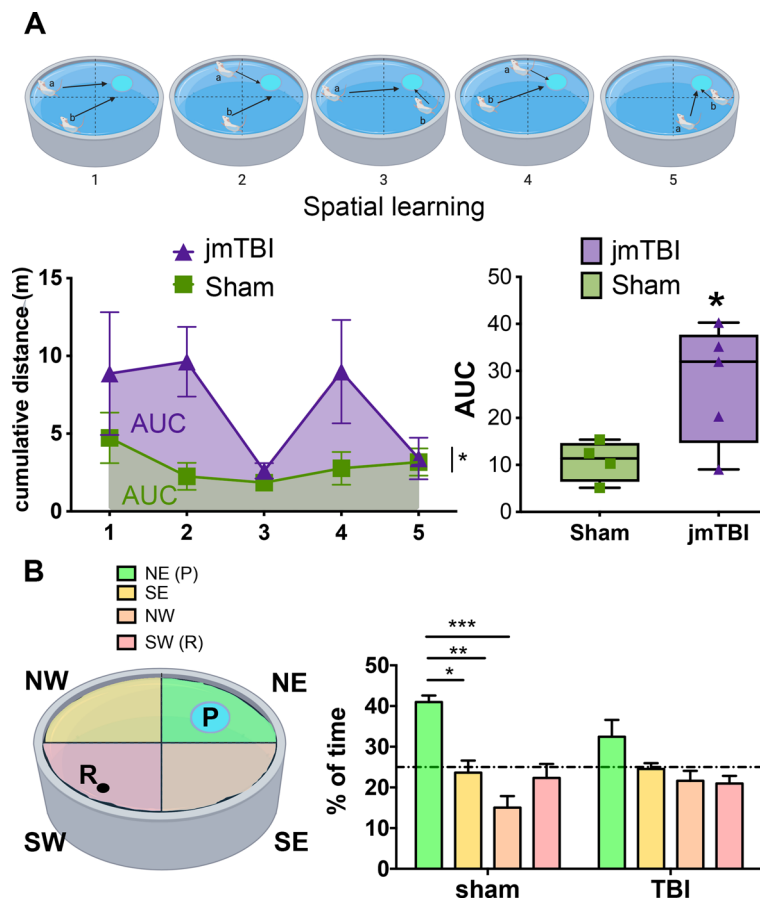 A
a
b
a
b
a
b
a
b
a
b
1 2 3 4 5
Spatial learning
jmTBI
Sham
cumulative distance (m)
15
10
5
0
AUC
AUC
*
1 2 3 4 5
jmTBI
Sham
AUC
50
40
30
20
10
0
*
Sham jmTBI
B
NE (P)
SE
NW
SW (R)
NW
NE
P
R
SW
SE
% of time
50
40
30
20
10
0
***
**
*
sham TBI